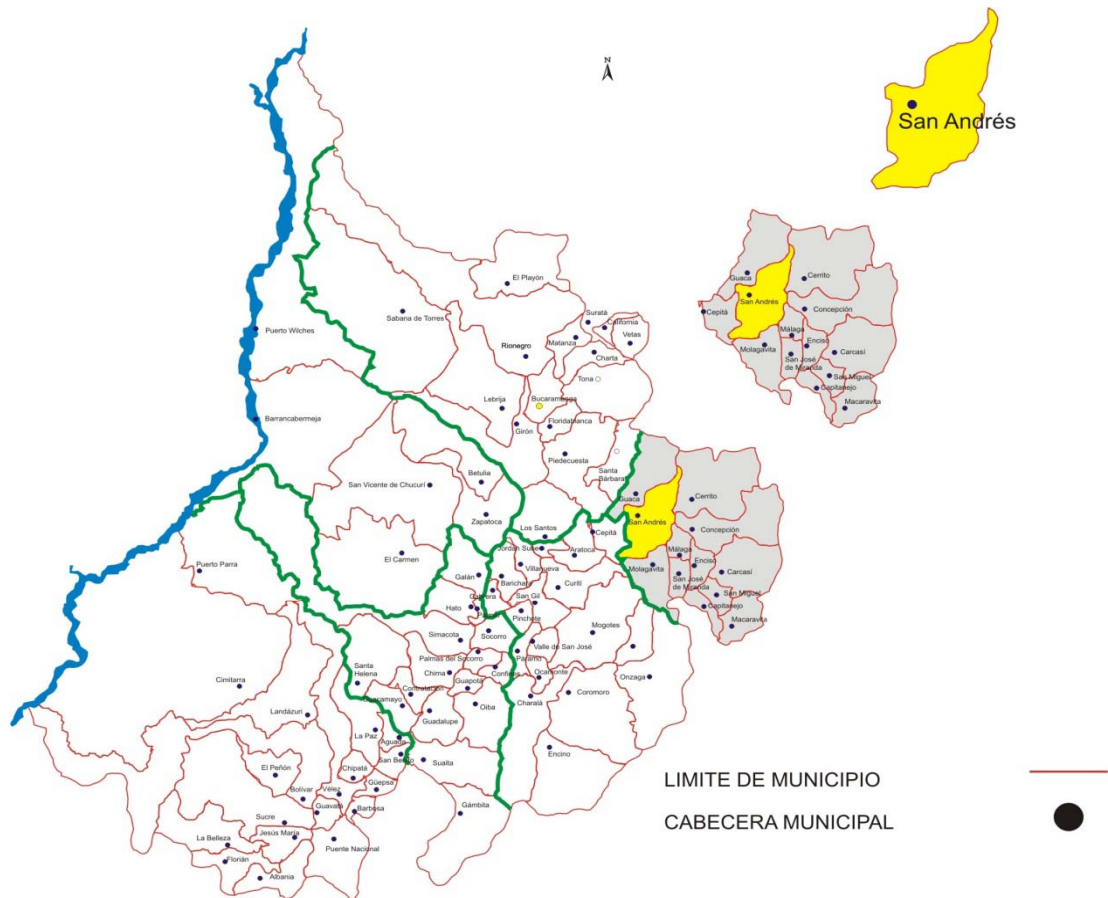 N
San Andrés
El Playón
Sabana de Torres
Suratá
California
Puerto Wilches
Rionegro
Matanza
Vetas
Charta
Tona
Bucaramanga
Lebrija
Barrancabermeja
Floridablanca
Girón
Piedecuesta
Betulia
Santa
Bárbara
San Vicente de Chucurí
Zapatoca
Los Santos
Cepitá
Jordán Sube
Aratoca
El Carmen
Villanueva
Puerto Parra
Galán
Barichara
Curití
Cabrera
San Gil
Hato
Palmar
Pinchote
Simacota
Socorro
Mogotes
Valle de San José
Palmas del Socorro
Páramo
Santa
Helena
Chima
Confines
Ocamonte
Onzaga
Cimitarra
Contratación
Guapotá
Coromoro
Guacamayo
Oiba
Charalá
Landázuri
Guadalupe
La Paz
Aguada
San Benito
Suaita
Encino
El Peñón
Chipatá
Güepsa
Bolívar
Vélez
Guavatá
Barbosa
Gámbita
Sucre
Jesús María
La Belleza
Puente Nacional
Florián
Albania
Guaca
Cerrito
San Andrés
Cepitá
Concepción
Málaga
Molagavita
Enciso
Carcasí
San José
de Miranda
San Miguel
Capitanejo
Macaravita
Guaca
Cerrito
San Andrés
Concepción
Málaga
Molagavita
Enciso
Carcasí
San José
de Miranda
San Miguel
Capitanejo
Macaravita
LIMITE DE MUNICIPIO
CABECERA MUNICIPAL